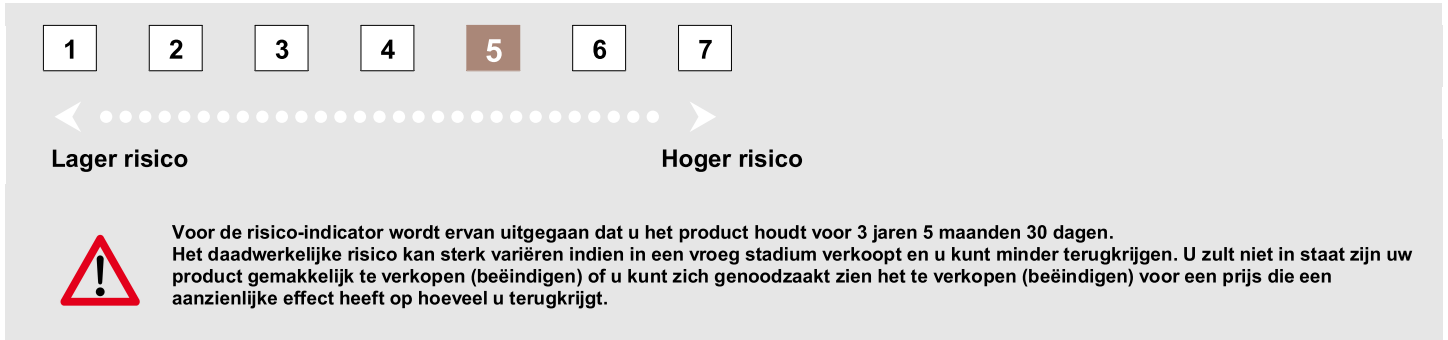 1 2 3 4 5 6 7
Lager risico Hoger risico
Voor de risico-indicator wordt ervan uitgegaan dat u het product houdt voor 3 jaren 5 maanden 30 dagen.
Het daadwerkelijke risico kan sterk variëren indien in een vroeg stadium verkoopt en u kunt minder terugkrijgen. U zult niet in staat zijn uw
product gemakkelijk te verkopen (beëindigen) of u kunt zich genoodzaakt zien het te verkopen (beëindigen) voor een prijs die een
aanzienlijke effect heeft op hoeveel u terugkrijgt.